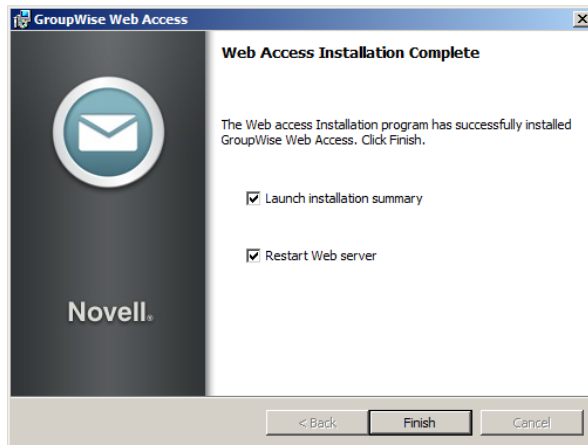 GroupWise Web Access
Web Access Installation Complete
The Web access Installation program has successfully installed
GroupWise Web Access. Click Finish.
Launch installation summary
Restart Web server
Novell®
< Back
Finish
Cancel